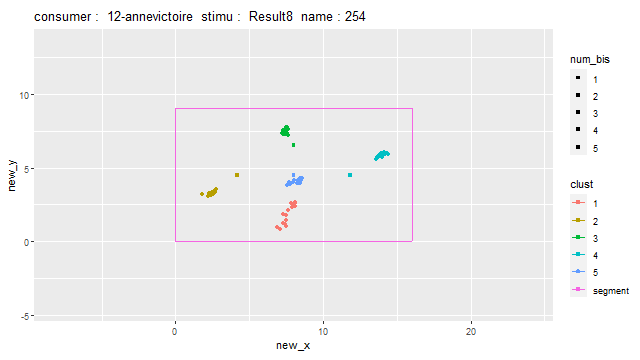 consumer :  12-annevictoire  stimu :  Result8  name : 254
new_y
10
5
0
-5
0
10
20
new_x
num_bis
1
2
3
4
5
clust
1
2
3
4
5
segment